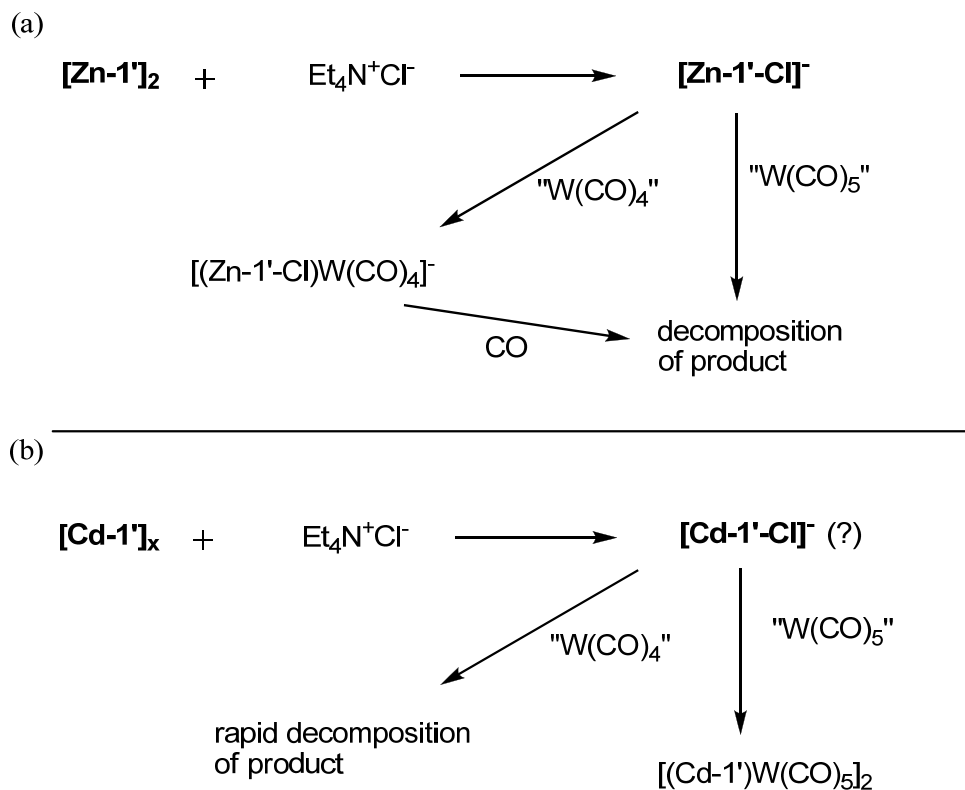 (a)
[Zn-1']₂ + Et₄N⁺Cl⁻ [Zn-1'-Cl]⁻
"W(CO)₄" "W(CO)₅"
[(Zn-1'-Cl)W(CO)₄]⁻
CO
decomposition
of product
(b)
[Cd-1']ₓ + Et₄N⁺Cl⁻ [Cd-1'-Cl]⁻ (?)
"W(CO)₄" "W(CO)₅"
rapid decomposition
of product
[(Cd-1')W(CO)₅]₂